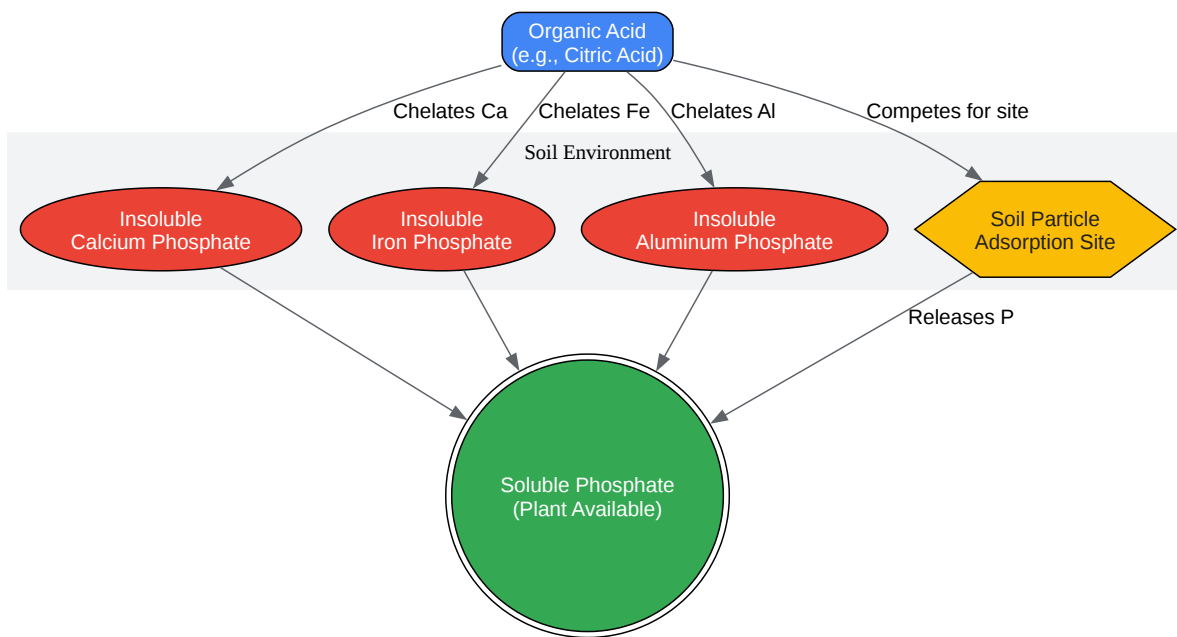 Organic Acid
(e.g., Citric Acid)
Chelates Ca
Chelates Fe
Chelates Al
Competes for site
Soil Environment
Insoluble
Calcium Phosphate
Insoluble
Iron Phosphate
Insoluble
Aluminum Phosphate
Soil Particle
Adsorption Site
Releases P
Soluble Phosphate
(Plant Available)